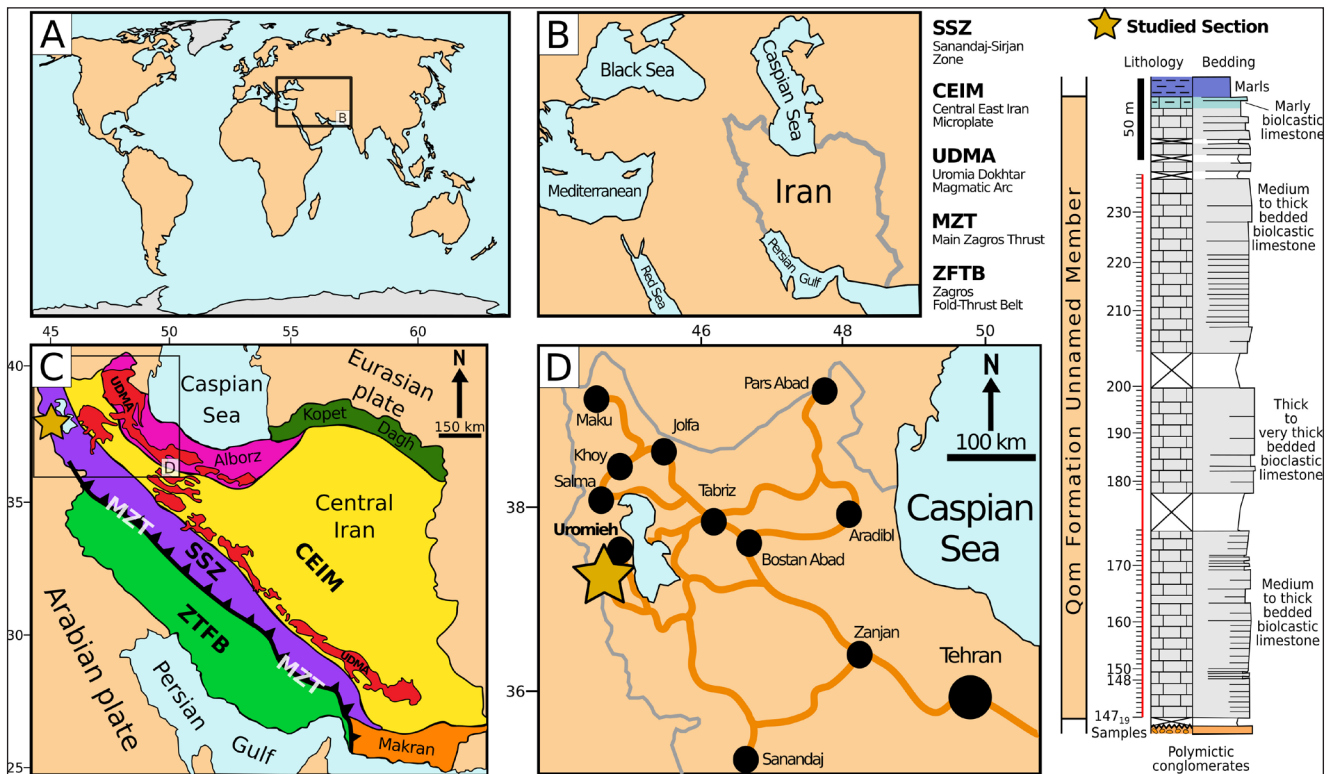 A
B
B
Black Sea
Caspian Sea
Mediterranean
Iran
Persian Gulf
Red Sea
SSZ
Sanandaj-Sirjan
Zone
CEIM
Central East Iran
Microplate
UDMA
Uromia Dokhtar
Magmatic Arc
MZT
Main Zagros Thrust
ZFTB
Zagros
Fold-Thrust Belt
45
50
55
60
40
35
30
25
C
N
150 km
Caspian
Sea
Eurasian
plate
UDMA
Kopet
Dagh
Alborz
D
Central
Iran
MZT
SSZ
CEIM
ZTFB
MZT
UDMA
Arabian plate
Persian
Gulf
Makran
46
48
50
38
36
D
N
100 km
Pars Abad
Maku
Jolfa
Khoy
Salma
Tabriz
Uromieh
Aradibl
Bostan Abad
Caspian
Sea
Zanjan
Tehran
Sanandaj
Studied Section
Lithology
Bedding
50 m
Marls
Marly
biolcastic
limestone
Medium
to thick
bedded
biolcastic
limestone
230
220
210
200
190
180
170
160
150
148
147₁₉
Samples
Thick
to
very thick
bedded
bioclastic
limestone
Medium
to thick
bedded
biolcastic
limestone
Qom Formation Unnamed Member
Polymictic
conglomerates